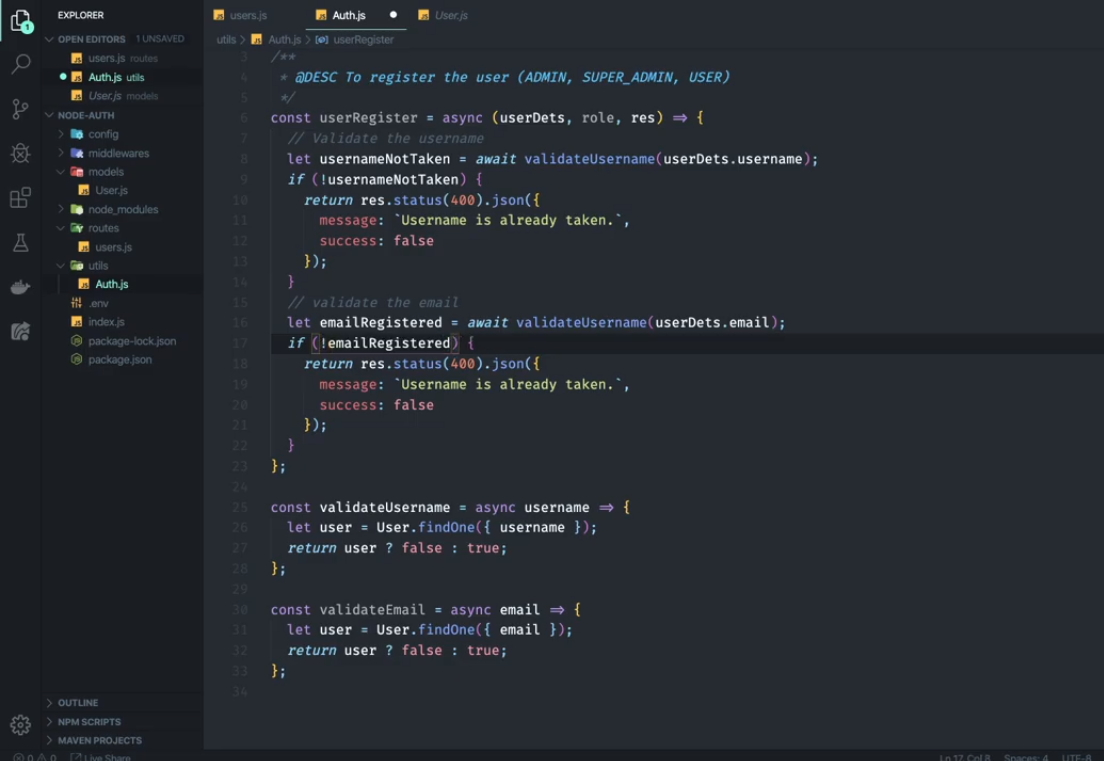 EXPLORER
OPEN EDITORS 1 UNSAVED
users.js routes
Auth.js utils
User.js models
NODE-AUTH
config
middlewares
models
User.js
node_modules
routes
users.js
utils
Auth.js
.env
index.js
package-lock.json
package.json
OUTLINE
NPM SCRIPTS
MAVEN PROJECTS
1
users.js Auth.js User.js
utils > Auth.js > userRegister
3 /**
4 * @DESC To register the user (ADMIN, SUPER_ADMIN, USER)
5 */
6 const userRegister = async (userDets, role, res) => {
7 // Validate the username
8 let usernameNotTaken = await validateUsername(userDets.username);
9 if (!usernameNotTaken) {
10 return res.status(400).json({
11 message: `Username is already taken.`,
12 success: false
13 });
14 }
15 // validate the email
16 let emailRegistered = await validateUsername(userDets.email);
17 if (!emailRegistered) {
18 return res.status(400).json({
19 message: `Username is already taken.`,
20 success: false
21 });
22 }
23 };
24
25 const validateUsername = async username => {
26 let user = User.findOne({ username });
27 return user ? false : true;
28 };
29
30 const validateEmail = async email => {
31 let user = User.findOne({ email });
32 return user ? false : true;
33 };
34
0 0 Live Share Ln 17, Col 8 Spaces: 4 UTF-8